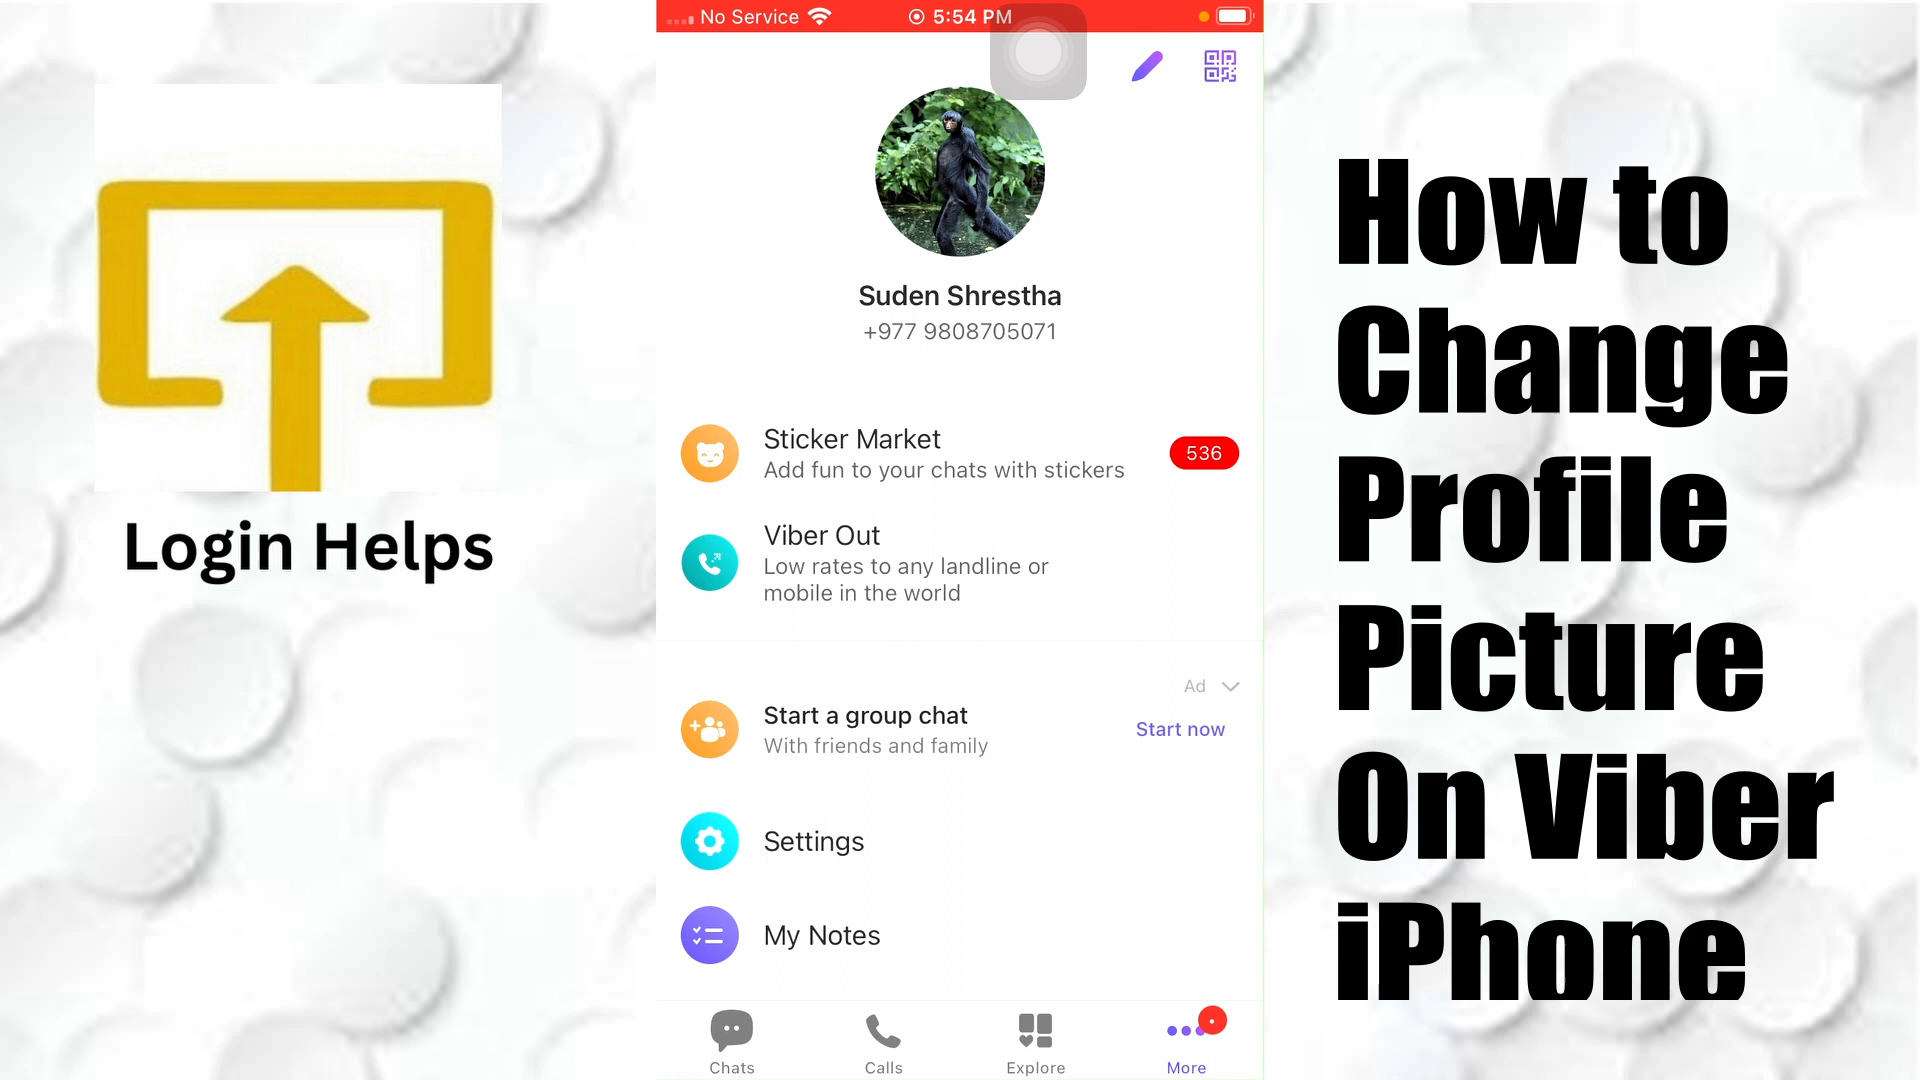 Login Helps
No Service
5:54 PM
Suden Shrestha
+977 9808705071
Sticker Market
Add fun to your chats with stickers
536
Viber Out
Low rates to any landline or
mobile in the world
Ad
Start a group chat
With friends and family
Start now
Settings
My Notes
Chats
Calls
Explore
More
How to
Change
Profile
Picture
On Viber
iPhone